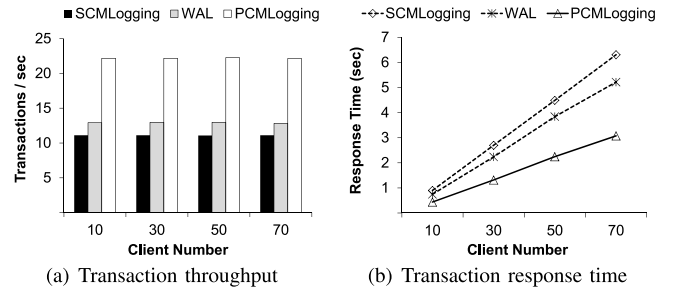 SCMLogging WAL PCMLogging
25
20
15
10
5
Transactions / sec
10 30 50 70
Client Number
(a) Transaction throughput
SCMLogging WAL PCMLogging
7
6
5
4
3
2
1
Response Time (sec)
10 30 50 70
Client Number
(b) Transaction response time